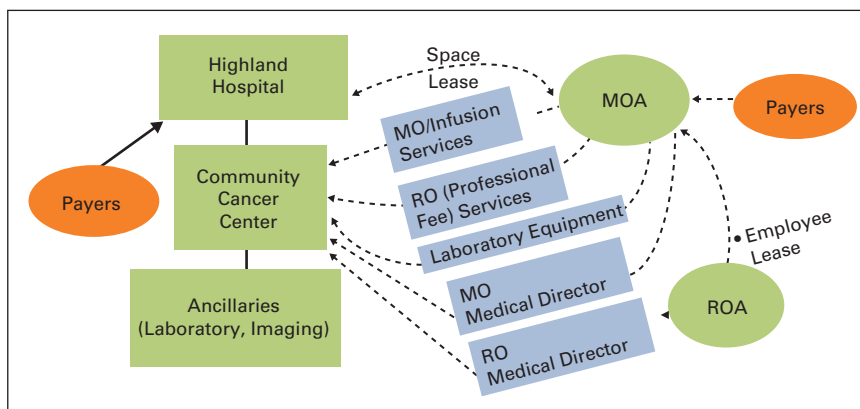 Highland
Hospital
Space
Lease
MOA
Payers
MO/Infusion
Services
Community
Cancer
Center
Payers
RO (Professional
Fee) Services
Laboratory Equipment
• Employee
Lease
MO
Medical Director
Ancillaries
(Laboratory, Imaging)
ROA
RO
Medical Director